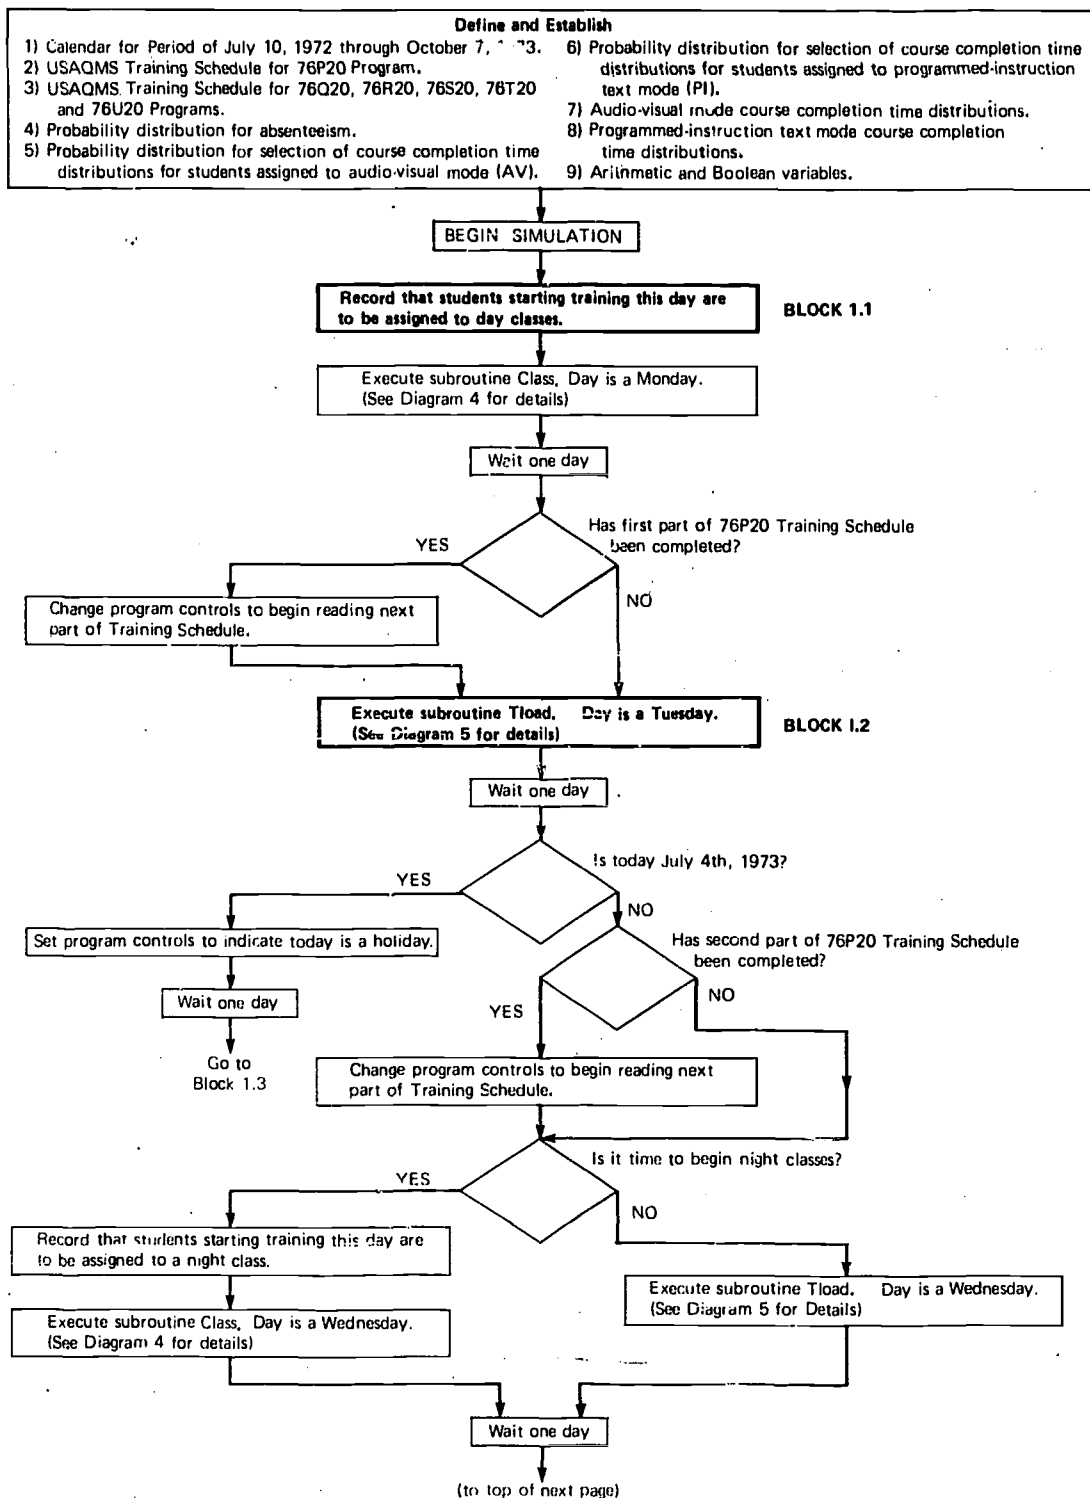 Define and Establish
1) Calendar for Period of July 10, 1972 through October 7,
2) USAQMS Training Schedule for 76P20 Program.
3) USAQMS Training Schedule for 76Q20, 76R20, 76S20, 76T20
and 76U20 Programs.
4) Probability distribution for absenteeism.
5) Probability distribution for selection of course completion time
distributions for students assigned to audio-visual mode (AV).
6) Probability distribution for selection of course completion time
distributions for students assigned to programmed-instruction
text mode (PI).
7) Audio-visual mode course completion time distributions.
8) Programmed-instruction text mode course completion
time distributions.
9) Arithmetic and Boolean variables.
BEGIN SIMULATION
Record that students starting training this day are
to be assigned to day classes.
BLOCK 1.1
Execute subroutine Class, Day is a Monday.
(See Diagram 4 for details)
Wait one day
Has first part of 76P20 Training Schedule
been completed?
YES
NO
Change program controls to begin reading next
part of Training Schedule.
Execute subroutine Tload. Day is a Tuesday.
(See Diagram 5 for details)
BLOCK I.2
Wait one day
Is today July 4th, 1973?
YES
NO
Set program controls to indicate today is a holiday.
Has second part of 76P20 Training Schedule
been completed?
Wait one day
YES
NO
Go to
Block 1.3
Change program controls to begin reading next
part of Training Schedule.
Is it time to begin night classes?
YES
NO
Record that students starting training this day are
to be assigned to a night class.
Execute subroutine Tload. Day is a Wednesday.
(See Diagram 5 for Details)
Execute subroutine Class, Day is a Wednesday.
(See Diagram 4 for details)
Wait one day
(to top of next page)